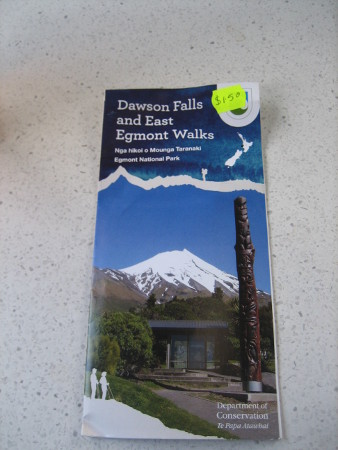 Dawson Falls
and East
Egmont Walks
$1.50
Nga hikoi o Mounga Taranaki
Egmont National Park
Department of
Conservation
Te Papa Atawhai